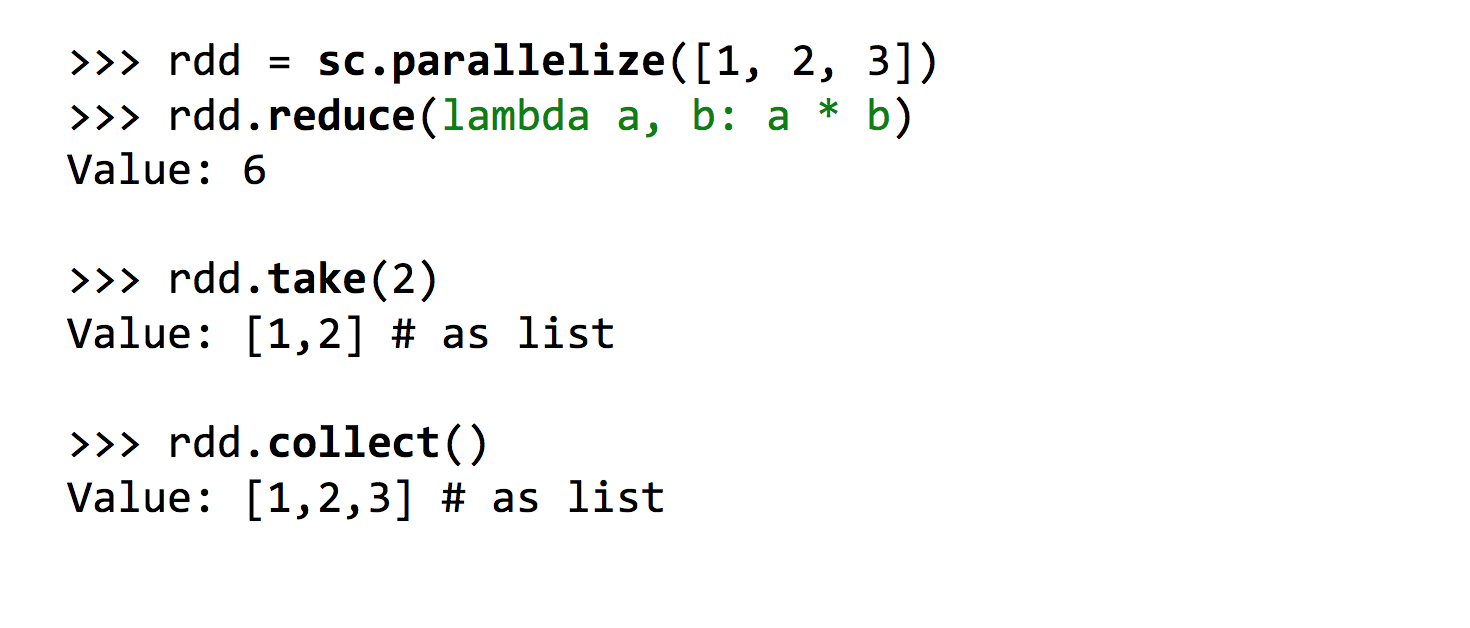 >>> rdd = sc.parallelize([1, 2, 3])
>>> rdd.reduce(lambda a, b: a * b)
Value: 6
>>> rdd.take(2)
Value: [1,2] # as list
>>> rdd.collect()
Value: [1,2,3] # as list